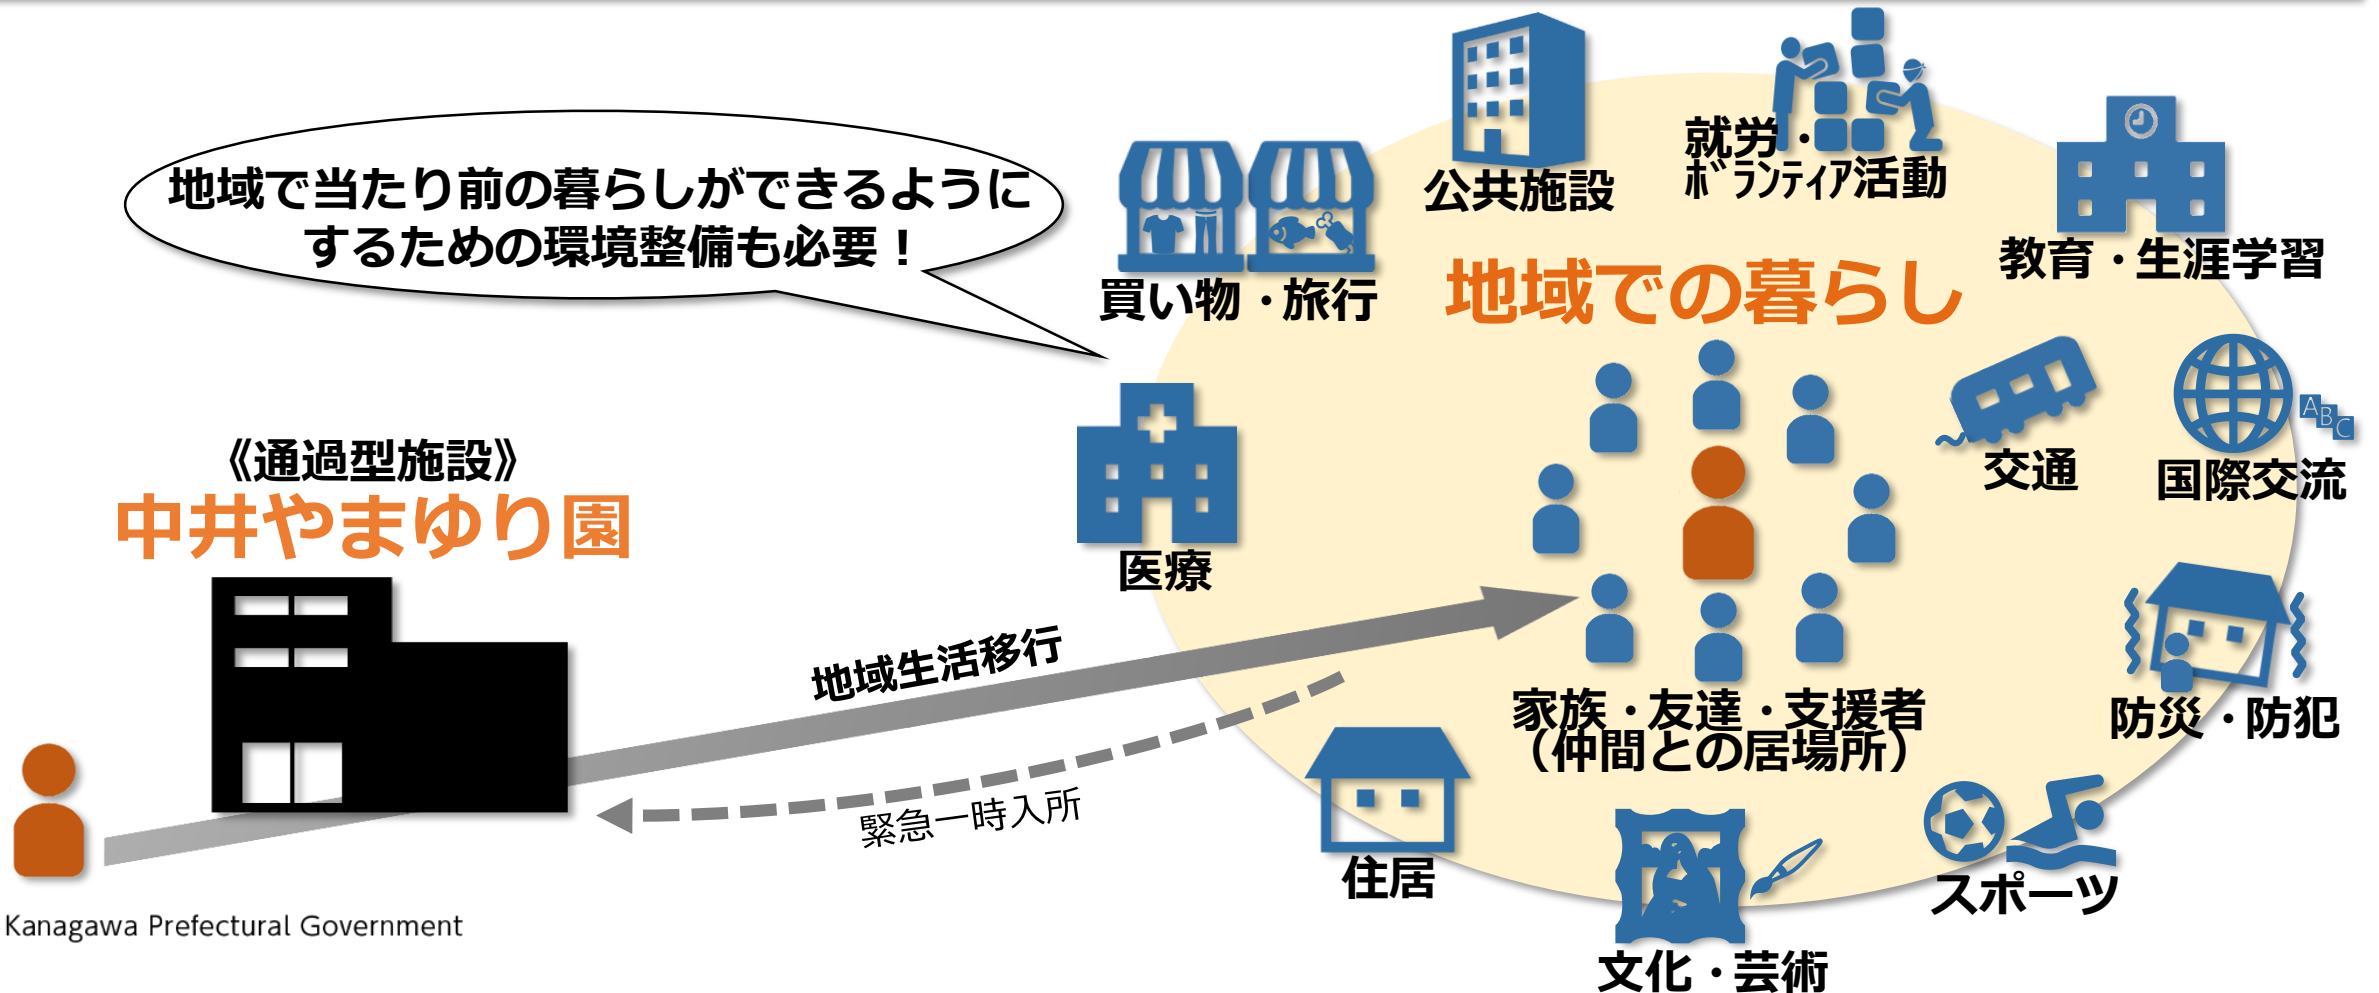 地域で当たり前の暮らしができるように
するための環境整備も必要！
公共施設
就労・
ﾎﾞﾗﾝﾃｨｱ活動
買い物・旅行
教育・生涯学習
地域での暮らし
医療
交通
ABC
国際交流
《通過型施設》
中井やまゆり園
地域生活移行
緊急一時入所
家族・友達・支援者
（仲間との居場所）
防災・防犯
住居
スポーツ
文化・芸術
Kanagawa Prefectural Government